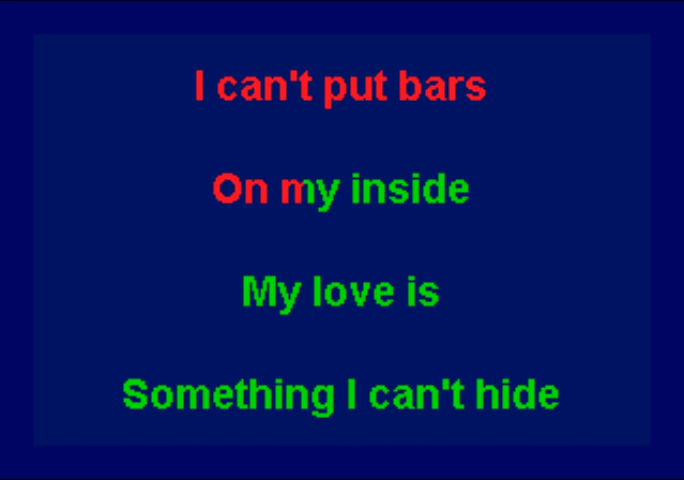 I can't put bars
On my inside
My love is
Something I can't hide